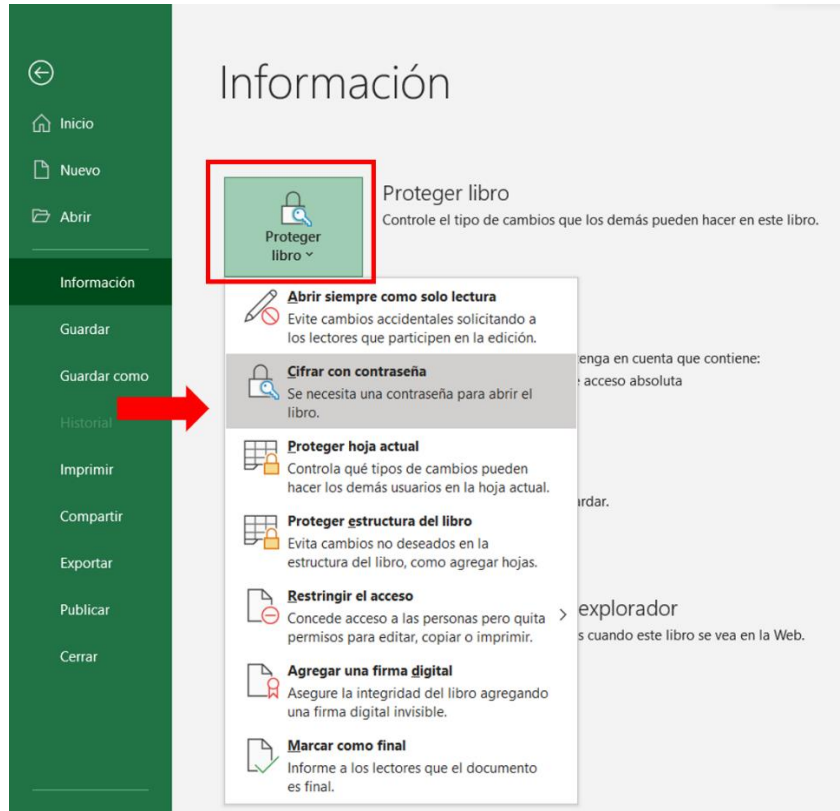 Información
Inicio
Nuevo
Abrir
Información
Guardar
Guardar como
Historial
Imprimir
Compartir
Exportar
Publicar
Cerrar
Proteger
libro
Proteger libro
Controle el tipo de cambios que los demás pueden hacer en este libro.
Abrir siempre como solo lectura
Evite cambios accidentales solicitando a
los lectores que participen en la edición.
Cifrar con contraseña
Se necesita una contraseña para abrir el
libro.
Proteger hoja actual
Controla qué tipos de cambios pueden
hacer los demás usuarios en la hoja actual.
Proteger estructura del libro
Evita cambios no deseados en la
estructura del libro, como agregar hojas.
Restringir el acceso
Concede acceso a las personas pero quita
permisos para editar, copiar o imprimir.
Agregar una firma digital
Asegure la integridad del libro agregando
una firma digital invisible.
Marcar como final
Informe a los lectores que el documento
es final.
en cuenta que contiene:
acceso absoluta
explorador
cuando este libro se vea en la Web.